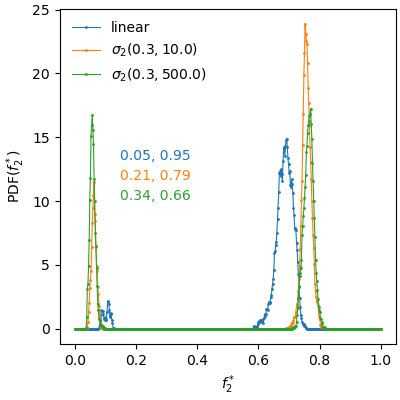 25
20
15
10
5
0
PDF(f₂*)
linear
σ₂(0.3, 10.0)
σ₂(0.3, 500.0)
0.05, 0.95
0.21, 0.79
0.34, 0.66
0.0 0.2 0.4 0.6 0.8 1.0
f₂*